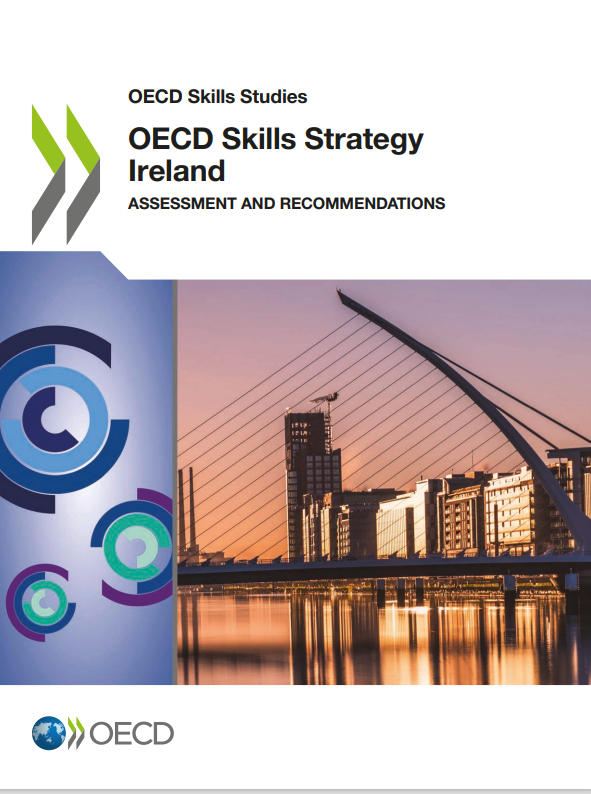 OECD Skills Studies
OECD Skills Strategy
Ireland
ASSESSMENT AND RECOMMENDATIONS
OECD